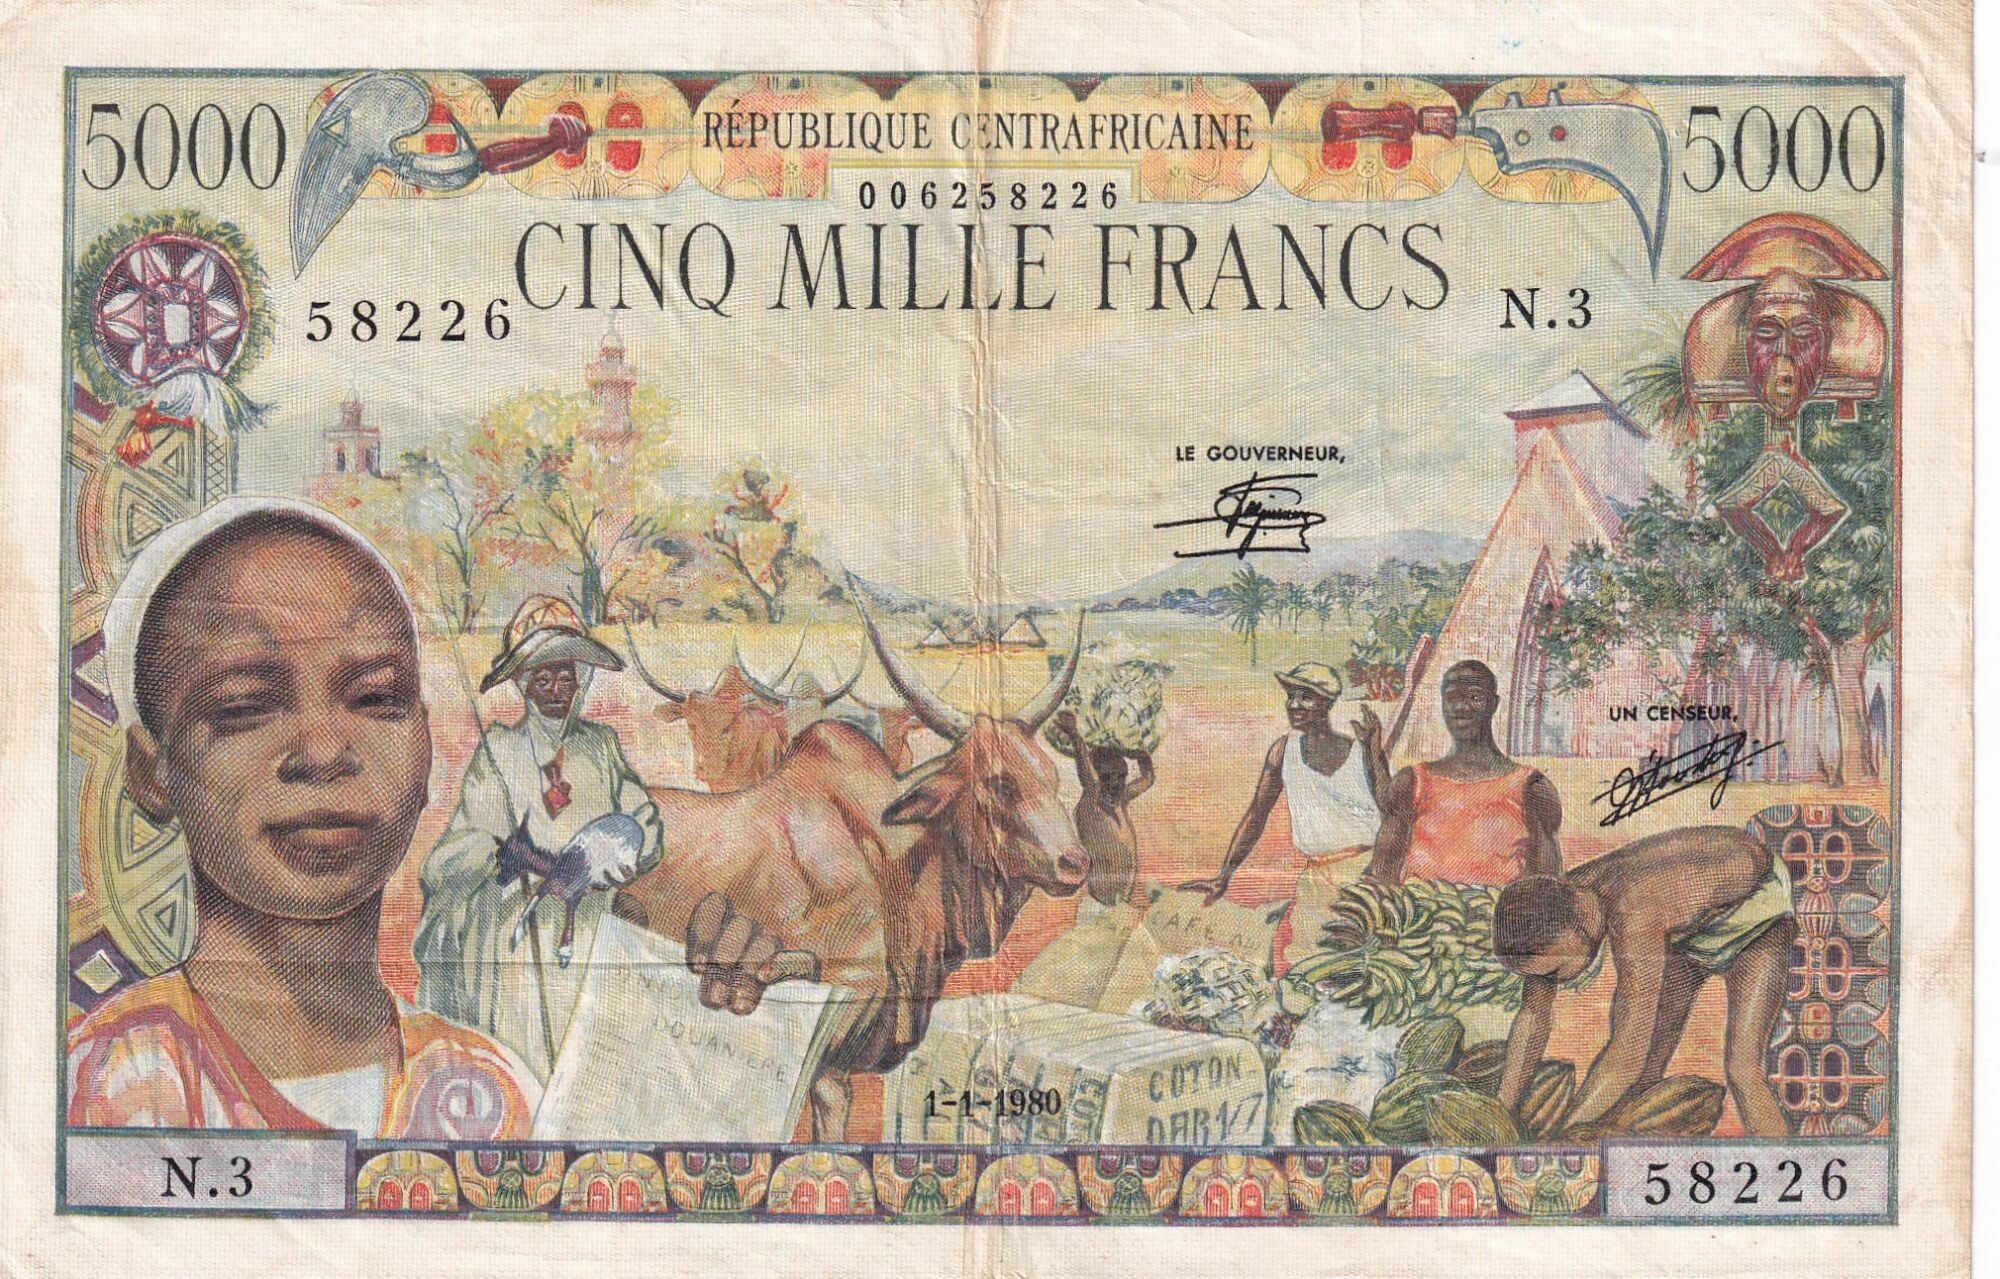 5000
RÉPUBLIQUE CENTRAFRICAINE
5000
006258226
CINQ MILLE FRANCS
58226
N.3
LE GOUVERNEUR,
UN CENSEUR,
DOUANIERE
COTON
1-1-1980
N.3
58226